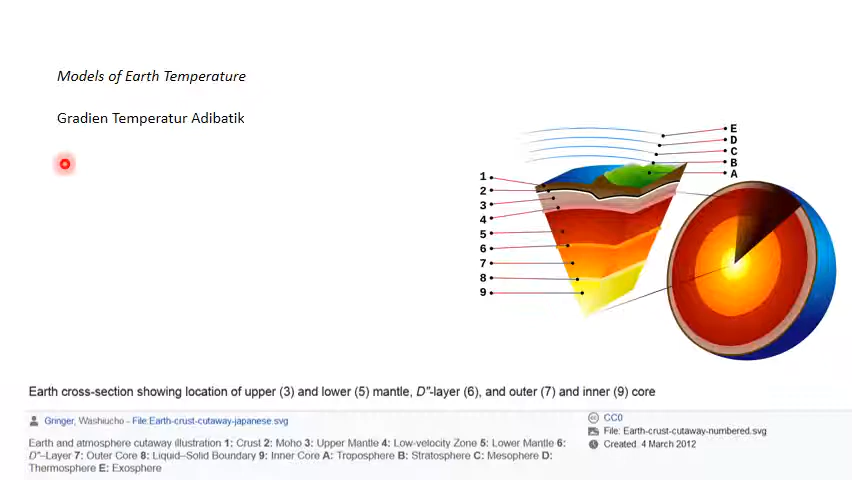 Models of Earth Temperature
Gradien Temperatur Adibatik
E
D
C
B
A
1
2
3
4
5
6
7
8
9
Earth cross-section showing location of upper (3) and lower (5) mantle, D″-layer (6), and outer (7) and inner (9) core
Gringer, Washiucho - File:Earth-crust-cutaway-japanese.svg
Earth and atmosphere cutaway illustration 1: Crust 2: Moho 3: Upper Mantle 4: Low-velocity Zone 5: Lower Mantle 6:
D″–Layer 7: Outer Core 8: Liquid–Solid Boundary 9: Inner Core A: Troposphere B: Stratosphere C: Mesophere D:
Thermosphere E: Exosphere
CC0
File: Earth-crust-cutaway-numbered.svg
Created: 4 March 2012